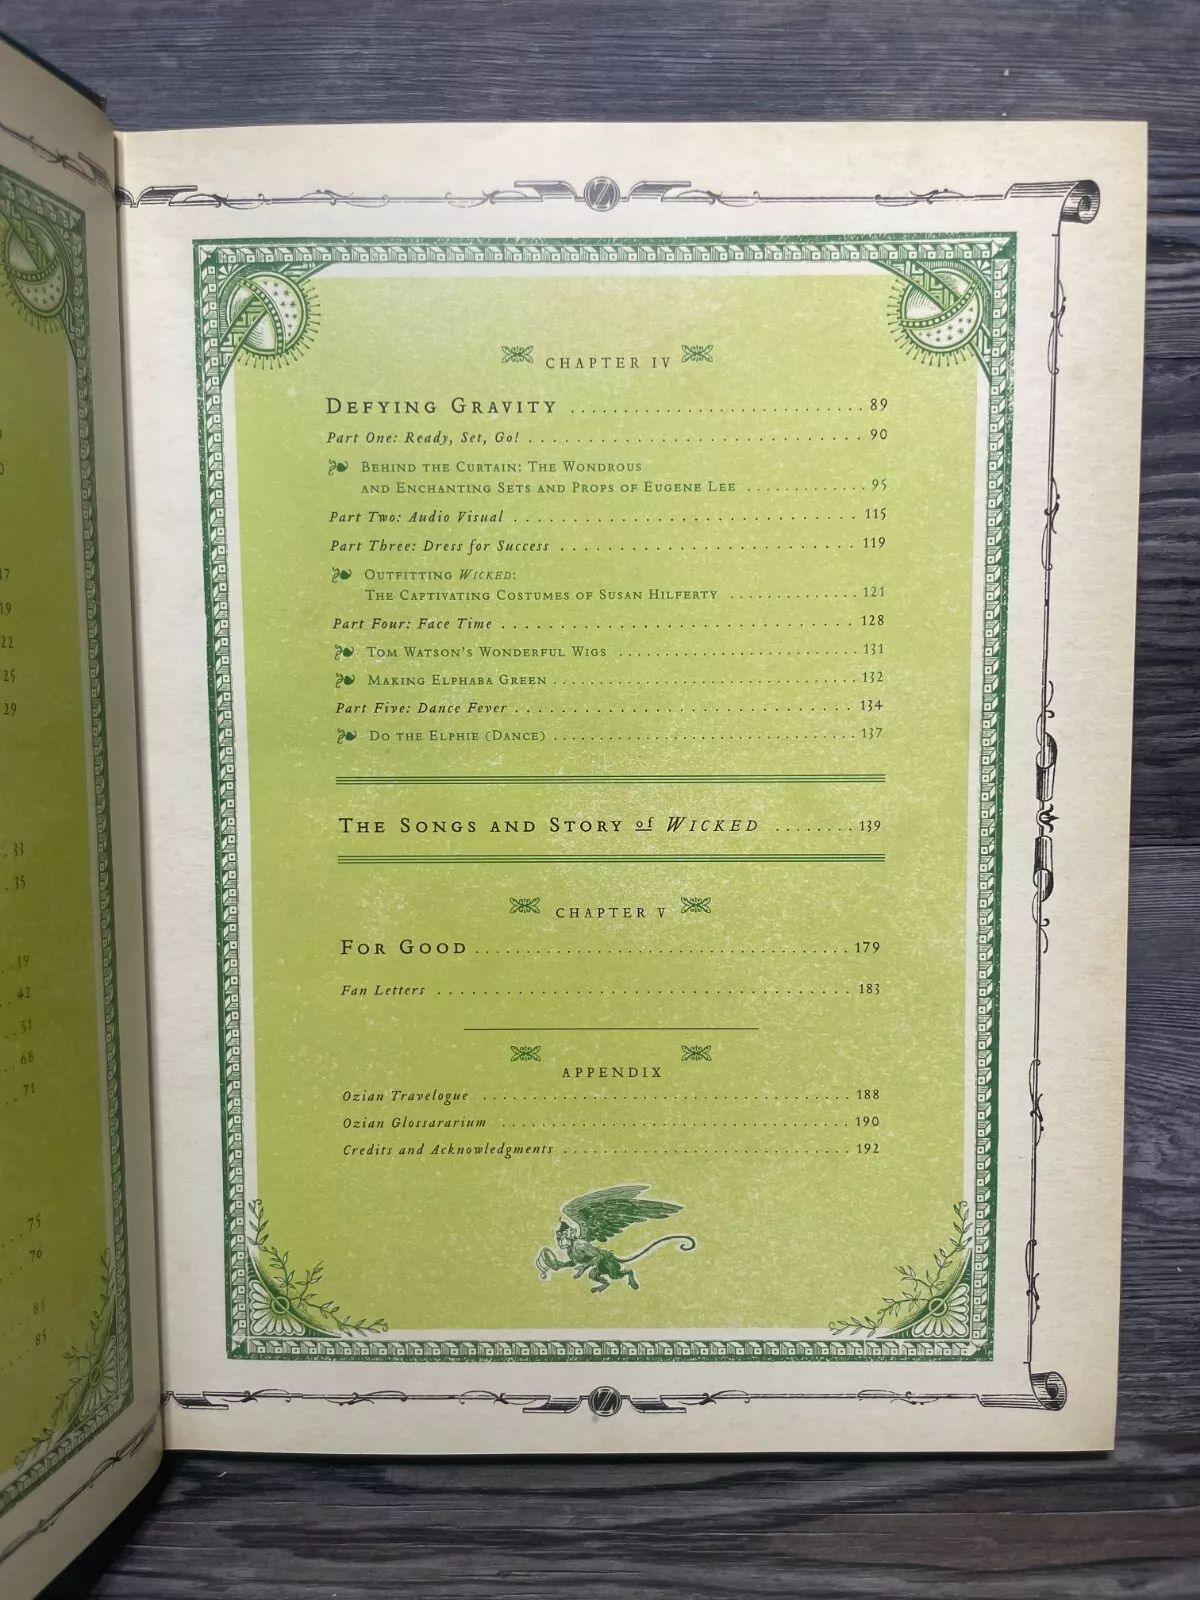 17
19
22
25
29
. 33
. . 35
. . 39
. . 42
. . 51
. . . 68
. . . 71
75
. . . . 76
81
. . . . 85
CHAPTER IV
DEFYING GRAVITY . . . . . . . . . . . . . . . . . . . . . . . . . . . . 89
Part One: Ready, Set, Go! . . . . . . . . . . . . . . . . . . . . . . . . . . . . . 90
BEHIND THE CURTAIN: THE WONDROUS
AND ENCHANTING SETS AND PROPS OF EUGENE LEE . . . . . . . . . . . . 95
Part Two: Audio Visual . . . . . . . . . . . . . . . . . . . . . . . . . . . . . 115
Part Three: Dress for Success . . . . . . . . . . . . . . . . . . . . . . . . . 119
OUTFITTING WICKED:
THE CAPTIVATING COSTUMES OF SUSAN HILFERTY . . . . . . . . . . . . . 121
Part Four: Face Time . . . . . . . . . . . . . . . . . . . . . . . . . . . . . . 128
TOM WATSON'S WONDERFUL WIGS . . . . . . . . . . . . . . . . . . . . . . . . 131
MAKING ELPHABA GREEN . . . . . . . . . . . . . . . . . . . . . . . . . . . . . . 132
Part Five: Dance Fever . . . . . . . . . . . . . . . . . . . . . . . . . . . . . 134
DO THE ELPHIE (DANCE) . . . . . . . . . . . . . . . . . . . . . . . . . . . . . . 137
THE SONGS AND STORY of WICKED . . . . . . . . 139
CHAPTER V
FOR GOOD . . . . . . . . . . . . . . . . . . . . . . . . . . . . . . . . . . . . . 179
Fan Letters . . . . . . . . . . . . . . . . . . . . . . . . . . . . . . . . . . . . 183
APPENDIX
Ozian Travelogue . . . . . . . . . . . . . . . . . . . . . . . . . . . . . . . . . 188
Ozian Glossararium . . . . . . . . . . . . . . . . . . . . . . . . . . . . . . . 190
Credits and Acknowledgments . . . . . . . . . . . . . . . . . . . . . . . . . 192